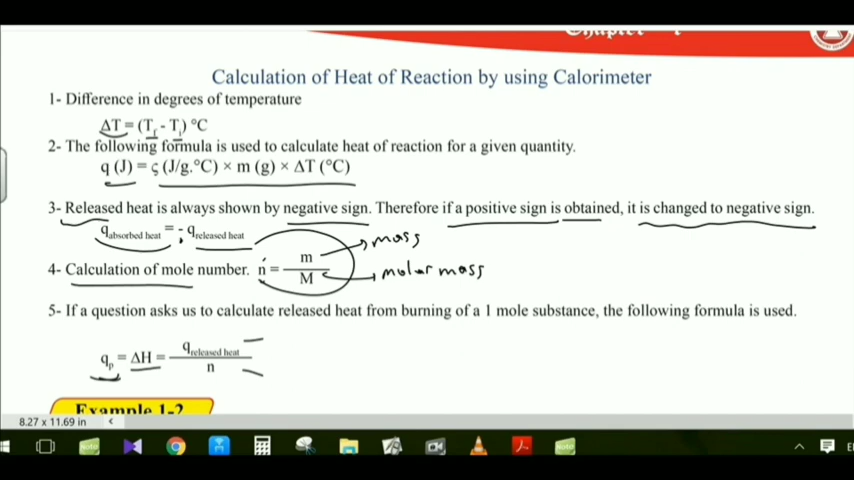 Calculation of Heat of Reaction by using Calorimeter
1- Difference in degrees of temperature
ΔT = (Tf - Ti) °C
2- The following formula is used to calculate heat of reaction for a given quantity.
q (J) = ς (J/g.°C) × m (g) × ΔT (°C)
3- Released heat is always shown by negative sign. Therefore if a positive sign is obtained, it is changed to negative sign.
q absorbed heat = - q released heat
mass
4- Calculation of mole number. n = m / M
molar mass
5- If a question asks us to calculate released heat from burning of a 1 mole substance, the following formula is used.
qp = ΔH = q released heat / n
Example 1-2
8.27 x 11.69 in